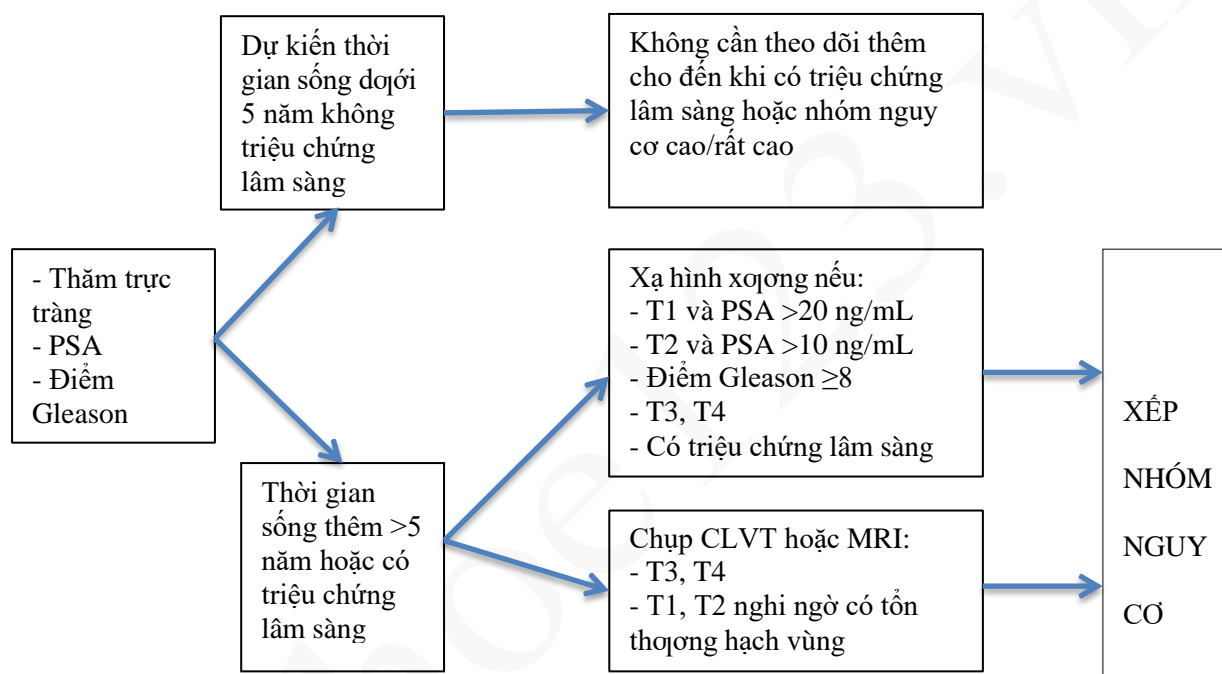 Dự kiến thời
gian sống dƣới
5 năm không
triệu chứng
lâm sàng
Không cần theo dõi thêm
cho đến khi có triệu chứng
lâm sàng hoặc nhóm nguy
cơ cao/rất cao
- Thăm trực
tràng
- PSA
- Điểm
Gleason
Xạ hình xƣơng nếu:
- T1 và PSA >20 ng/mL
- T2 và PSA >10 ng/mL
- Điểm Gleason ≥8
- T3, T4
- Có triệu chứng lâm sàng
Thời gian
sống thêm >5
năm hoặc có
triệu chứng
lâm sàng
Chụp CLVT hoặc MRI:
- T3, T4
- T1, T2 nghi ngờ có tổn
thƣơng hạch vùng
XẾP
NHÓM
NGUY
CƠ